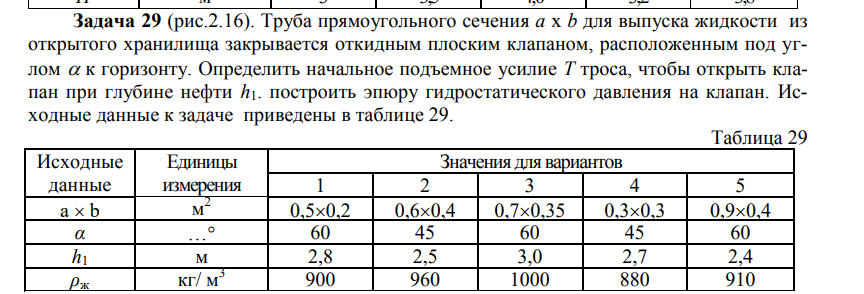 Задача 29 (рис.2.16). Труба прямоугольного сечения a x b для выпуска жидкости из
открытого хранилища закрывается откидным плоским клапаном, расположенным под уг-
лом α к горизонту. Определить начальное подъемное усилие T троса, чтобы открыть кла-
пан при глубине нефти h₁. построить эпюру гидростатического давления на клапан. Ис-
ходные данные к задаче приведены в таблице 29.
Таблица 29
Исходные данные Единицы измерения Значения для вариантов
1 2 3 4 5
a × b м² 0,5×0,2 0,6×0,4 0,7×0,35 0,3×0,3 0,9×0,4
α …° 60 45 60 45 60
h₁ м 2,8 2,5 3,0 2,7 2,4
ρж кг/ м³ 900 960 1000 880 910